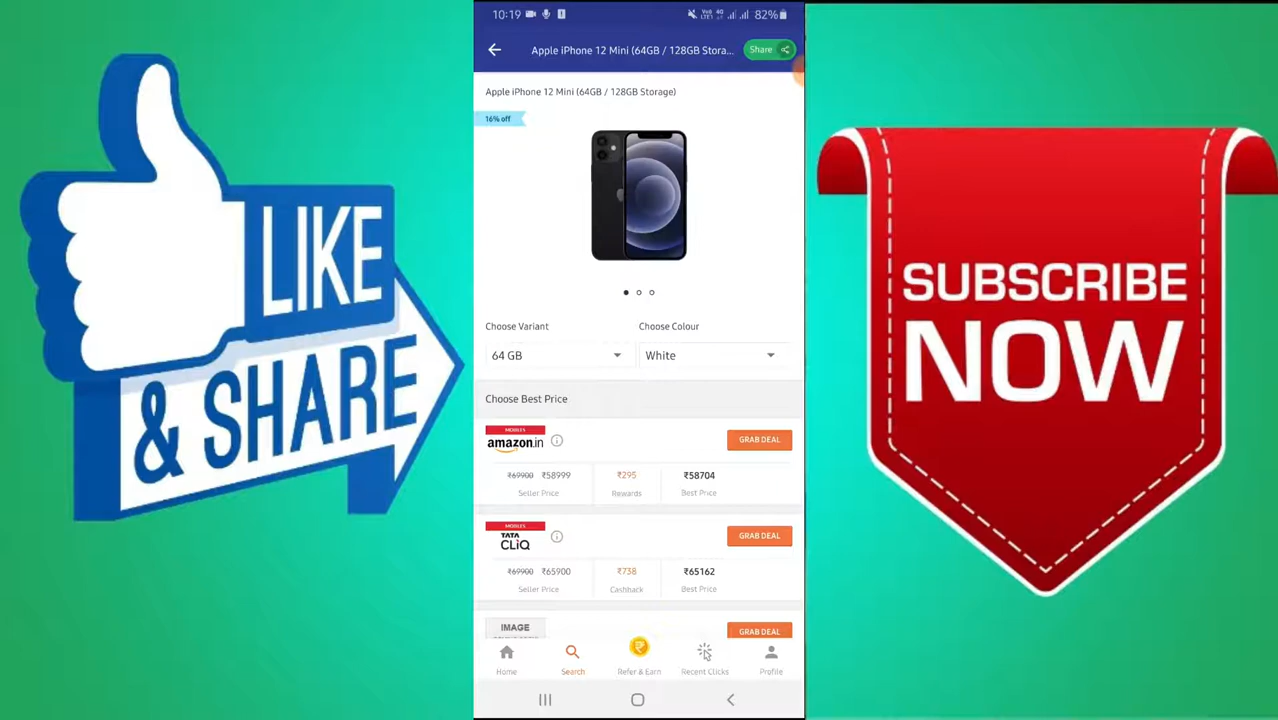 LIKE
& SHARE
10:19
82%
Apple iPhone 12 Mini (64GB / 128GB Stora...
Share
Apple iPhone 12 Mini (64GB / 128GB Storage)
16% off
Choose Variant
Choose Colour
64 GB
White
Choose Best Price
MOBILES
amazon.in
GRAB DEAL
₹69900 ₹58999
₹295
₹58704
Seller Price
Rewards
Best Price
MOBILES
TATA
CLiQ
GRAB DEAL
₹69900 ₹65900
₹738
₹65162
Seller Price
Cashback
Best Price
IMAGE
GRAB DEAL
Home
Search
Refer & Earn
Recent Clicks
Profile
SUBSCRIBE
NOW